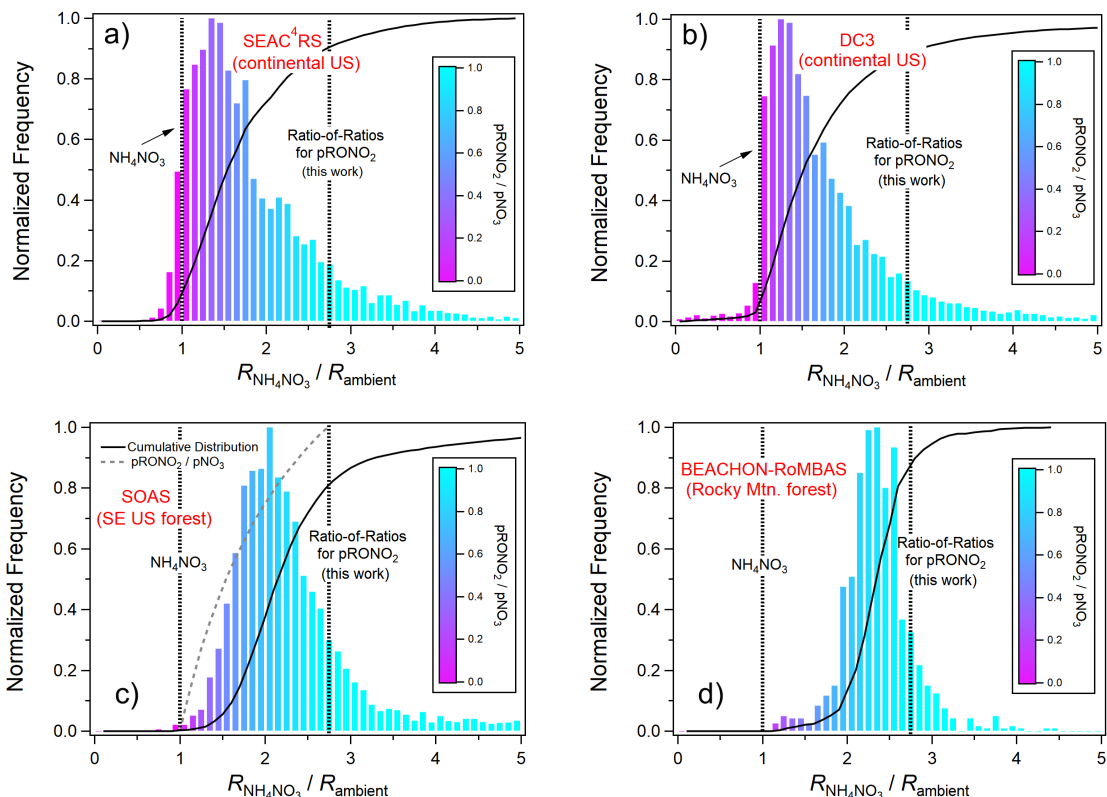 a)
SEAC⁴RS
(continental US)
NH₄NO₃
Ratio-of-Ratios
for pRONO₂
(this work)
1.0
0.8
0.6
0.4
0.2
0.0
pRONO₂ / pNO₃
Normalized Frequency
1.0
0.8
0.6
0.4
0.2
0.0
0 1 2 3 4 5
R_NH₄NO₃ / R_ambient
b)
DC3
(continental US)
NH₄NO₃
Ratio-of-Ratios
for pRONO₂
(this work)
1.0
0.8
0.6
0.4
0.2
0.0
pRONO₂ / pNO₃
Normalized Frequency
1.0
0.8
0.6
0.4
0.2
0.0
0 1 2 3 4 5
R_NH₄NO₃ / R_ambient
c)
Cumulative Distribution
pRONO₂ / pNO₃
SOAS
(SE US forest)
NH₄NO₃
Ratio-of-Ratios
for pRONO₂
(this work)
1.0
0.8
0.6
0.4
0.2
0.0
pRONO₂ / pNO₃
Normalized Frequency
1.0
0.8
0.6
0.4
0.2
0.0
0 1 2 3 4 5
R_NH₄NO₃ / R_ambient
d)
BEACHON-RoMBAS
(Rocky Mtn. forest)
NH₄NO₃
Ratio-of-Ratios
for pRONO₂
(this work)
1.0
0.8
0.6
0.4
0.2
0.0
pRONO₂ / pNO₃
Normalized Frequency
1.0
0.8
0.6
0.4
0.2
0.0
0 1 2 3 4 5
R_NH₄NO₃ / R_ambient